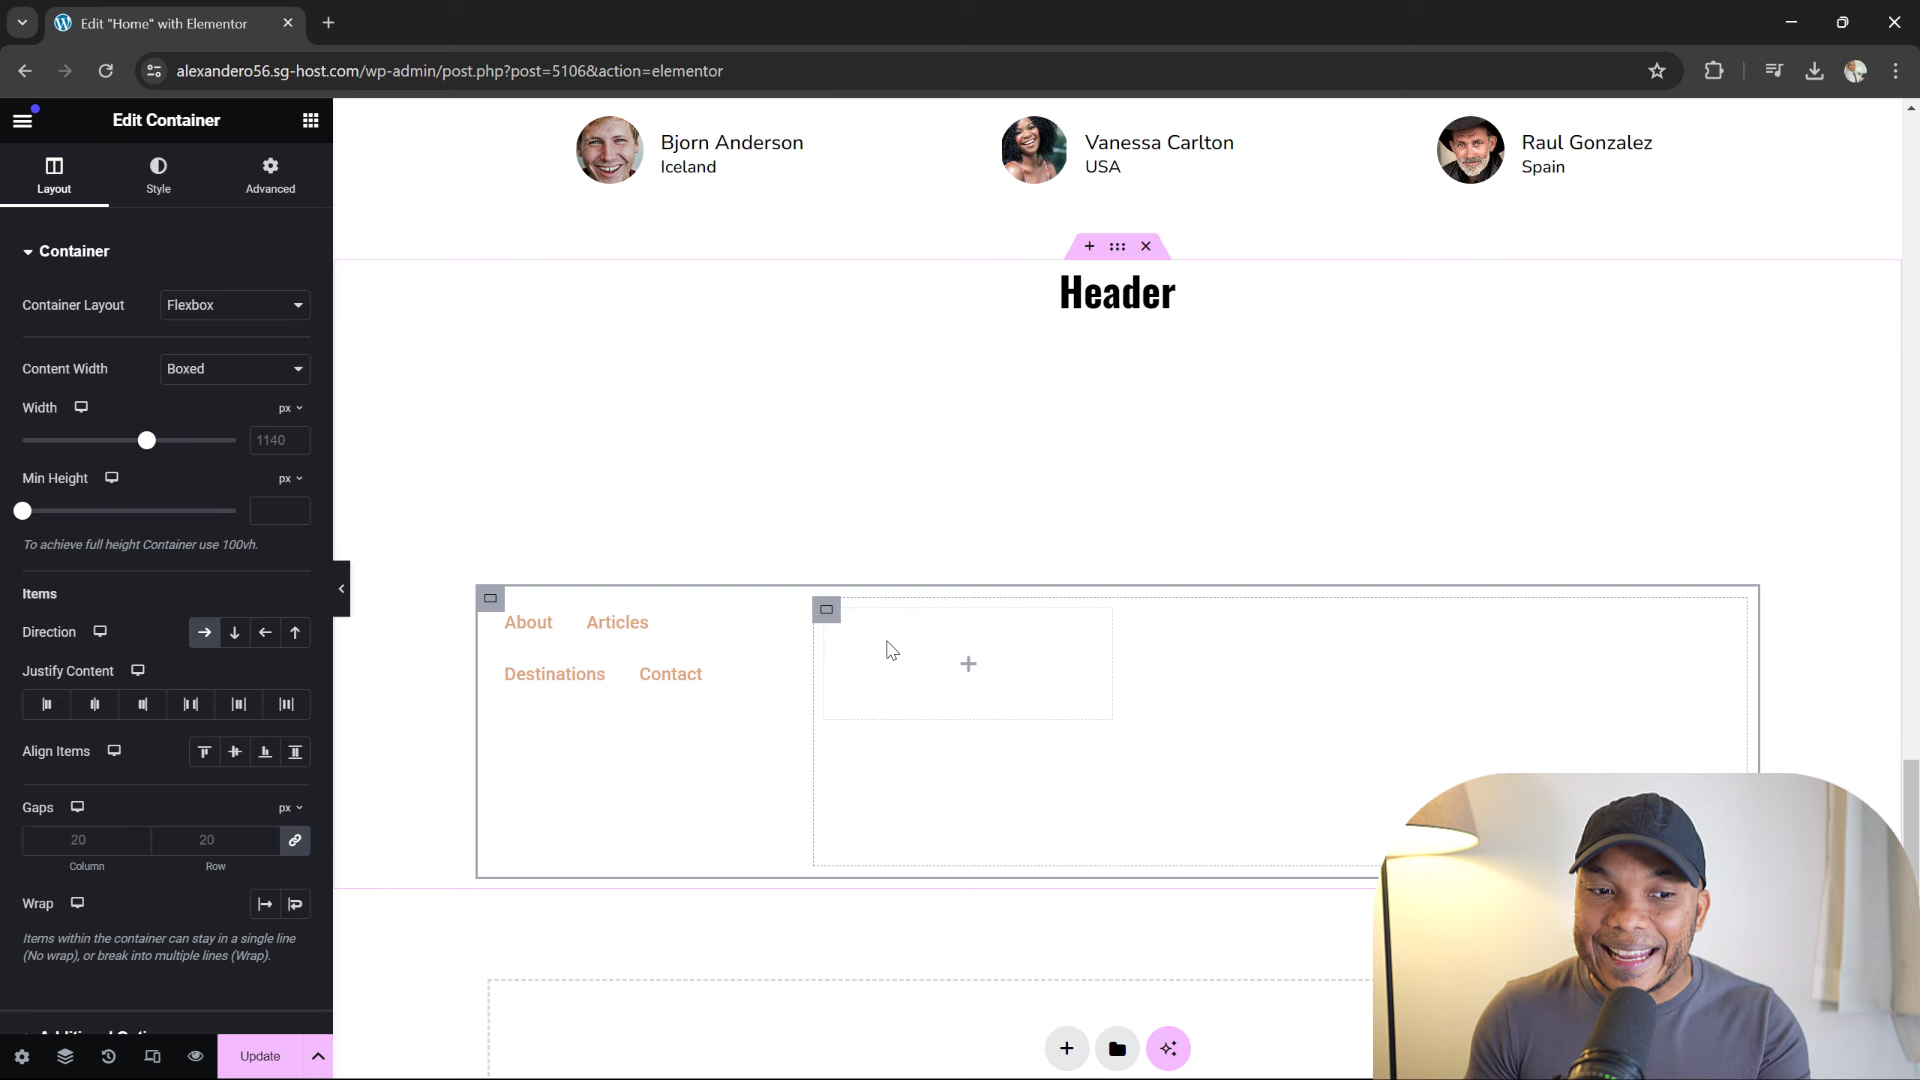 Edit "Home" with Elementor
alexandero56.sg-host.com/wp-admin/post.php?post=5106&action=elementor
Edit Container
Layout
Style
Advanced
Container
Container Layout
Flexbox
Content Width
Boxed
Width
px
1140
Min Height
px
To achieve full height Container use 100vh.
Items
Direction
Justify Content
Align Items
Gaps
px
20
20
Column
Row
Wrap
Items within the container can stay in a single line
(No wrap), or break into multiple lines (Wrap).
Update
Bjorn Anderson
Iceland
Vanessa Carlton
USA
Raul Gonzalez
Spain
Header
About
Articles
Destinations
Contact